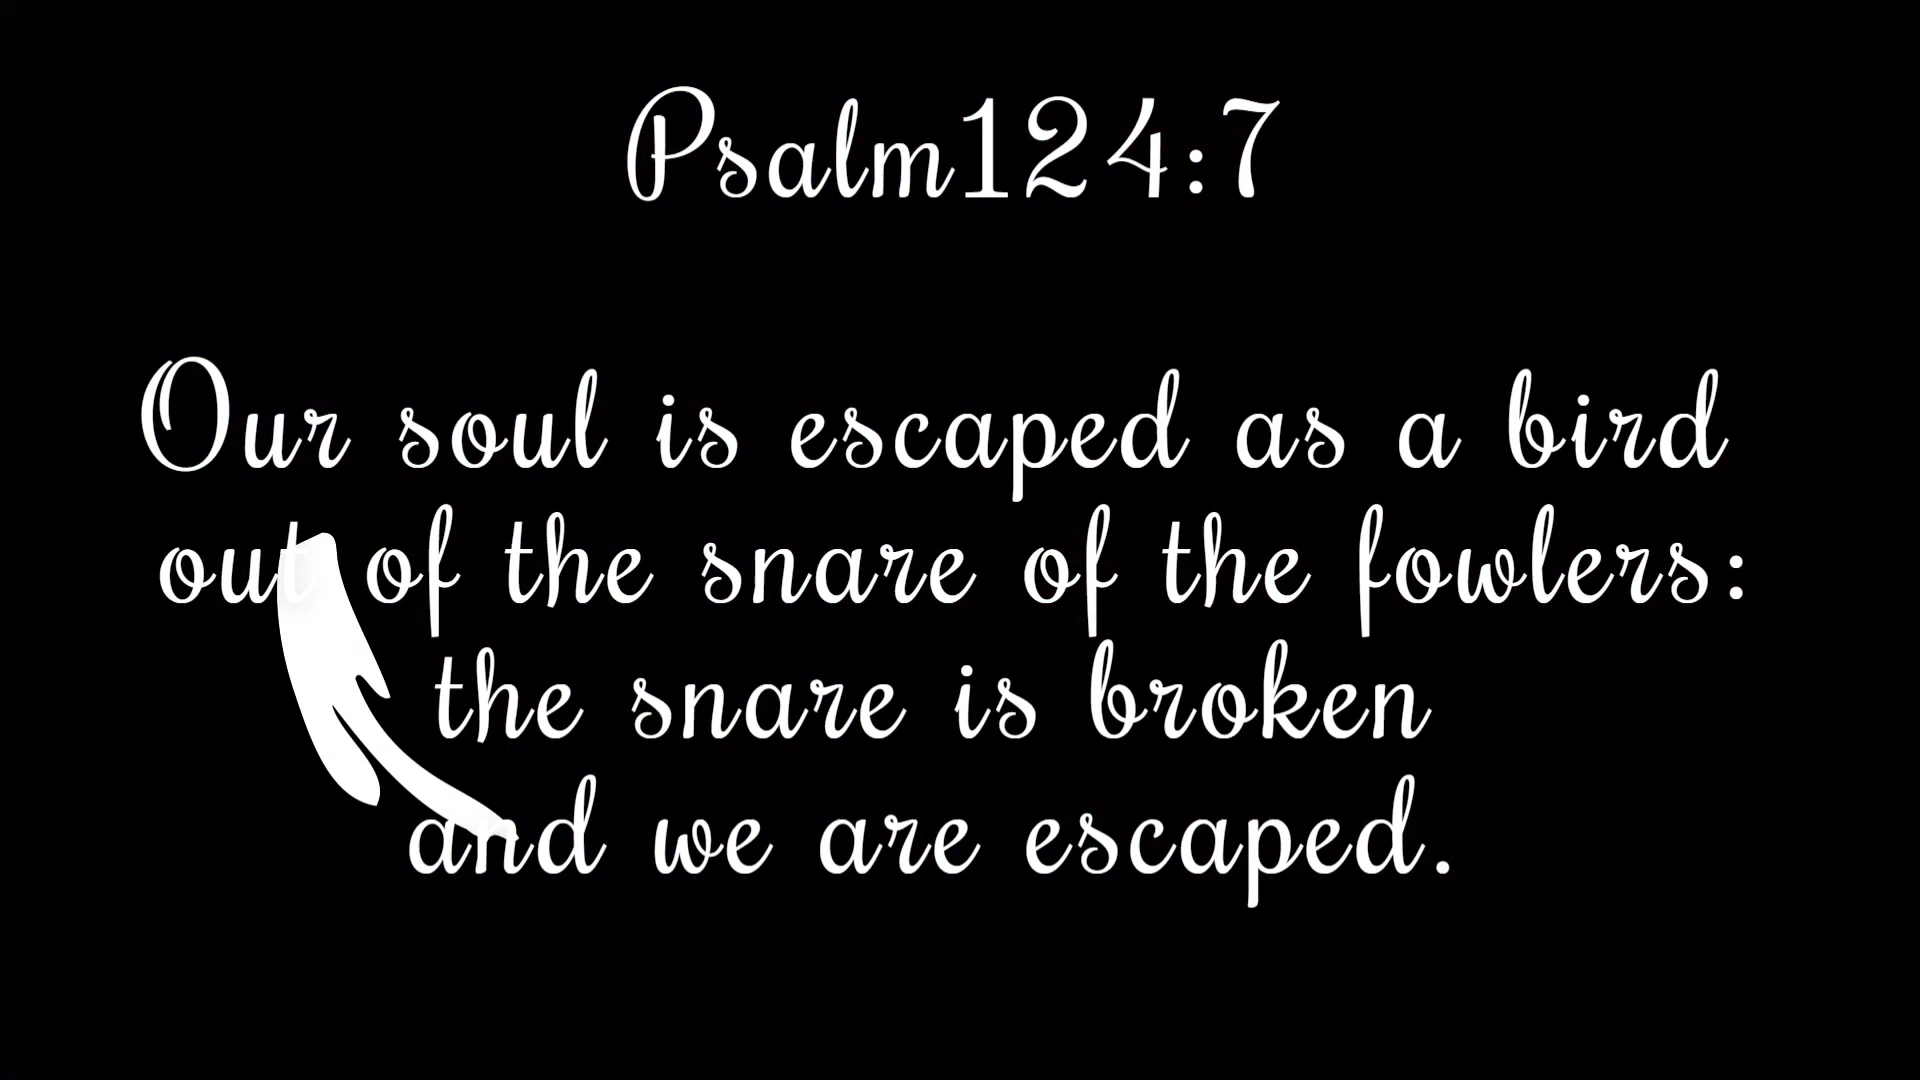 Psalm124:7
Our soul is escaped as a bird
out of the snare of the fowlers:
the snare is broken
and we are escaped.